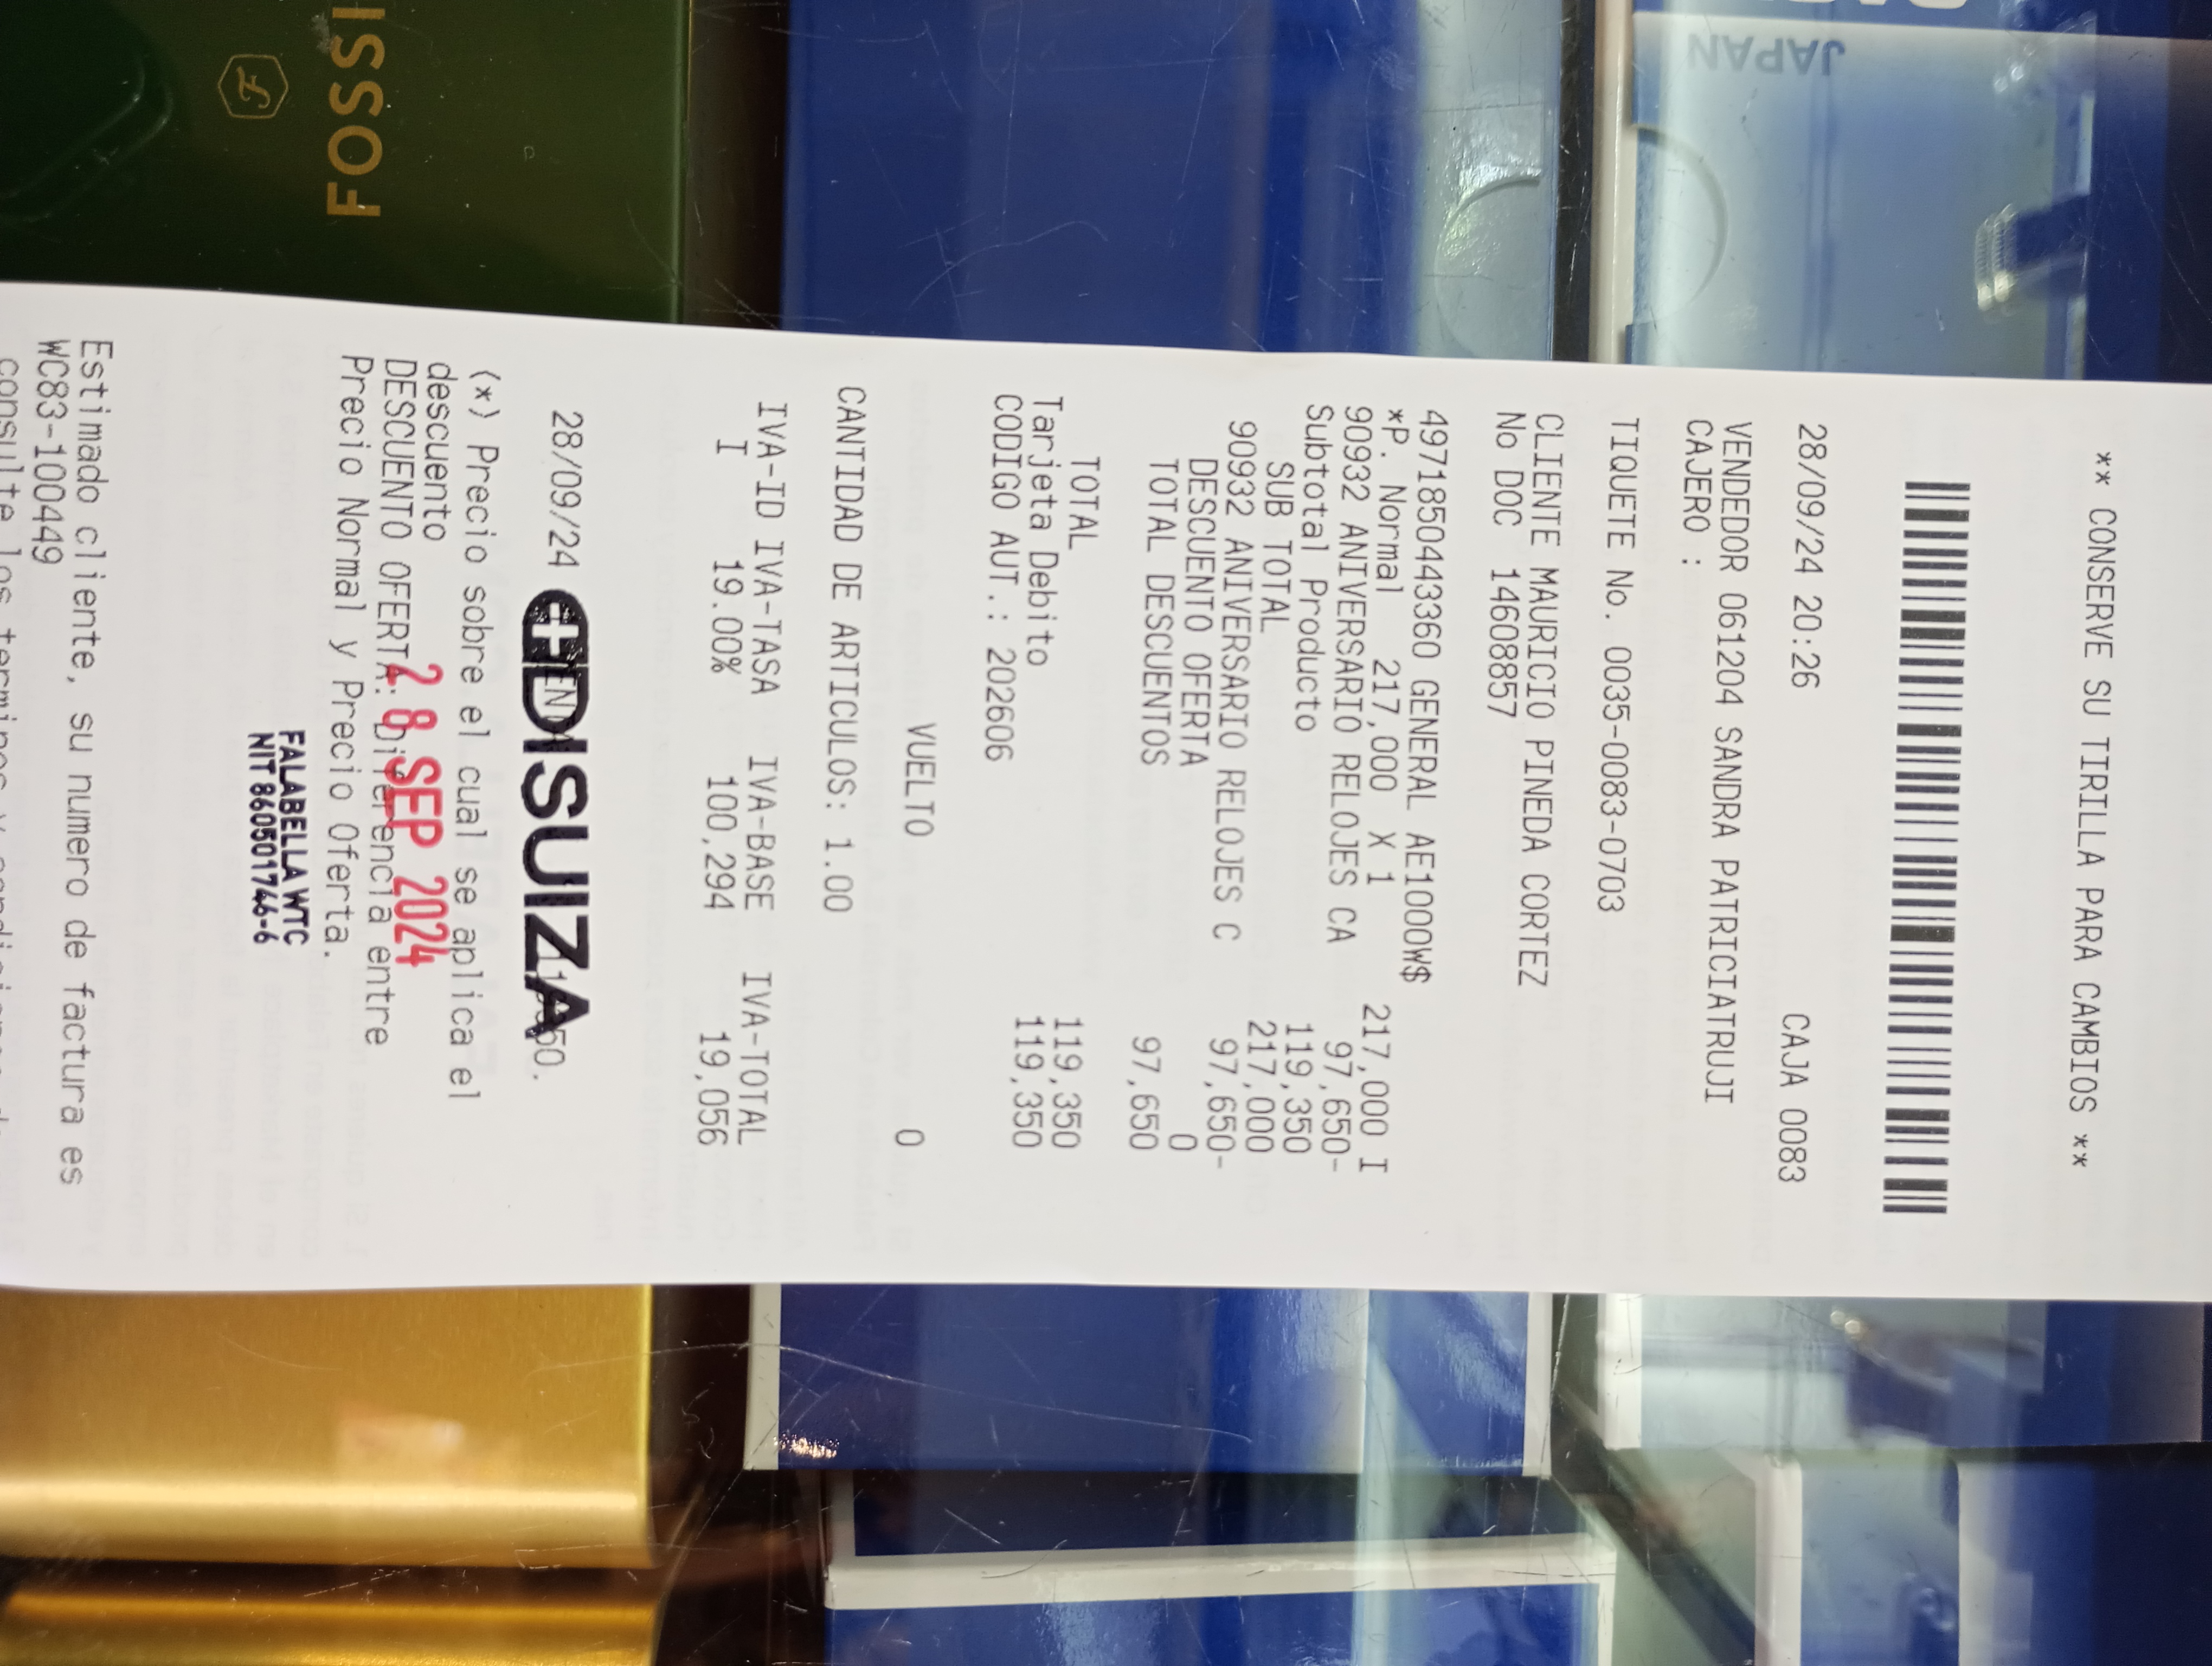 ** CONSERVE SU TIRILLA PARA CAMBIOS **
28/09/24 20:26 CAJA 0083
VENDEDOR 061204 SANDRA PATRICIATRUJI
CAJERO :
TIQUETE No. 0035-0083-0703
CLIENTE MAURICIO PINEDA CORTEZ
No DOC 14608857
4971850443360 GENERAL AE1000W$
*P. Normal 217,000 X 1 217,000 I
90932 ANIVERSARIO RELOJES CA 97,650-
Subtotal Producto 119,350
SUB TOTAL 217,000
90932 ANIVERSARIO RELOJES C 97,650-
DESCUENTO OFERTA 0
TOTAL DESCUENTOS 97,650
TOTAL 119,350
Tarjeta Debito 119,350
CODIGO AUT.: 202606
VUELTO 0
CANTIDAD DE ARTICULOS: 1.00
IVA-ID IVA-TASA IVA-BASE IVA-TOTAL
I 19.00% 100,294 19,056
28/09/24
DISUIZA
(*) Precio sobre el cual se aplica el
descuento
DESCUENTO OFERTA: Diferencia entre
Precio Normal y Precio Oferta.
28 SEP 2024
FALABELLA WTC
NIT 860501746-6
Estimado cliente, su numero de factura es
WC83-100449
consulte los terminos y condiciones
FOSSI
JAPAN